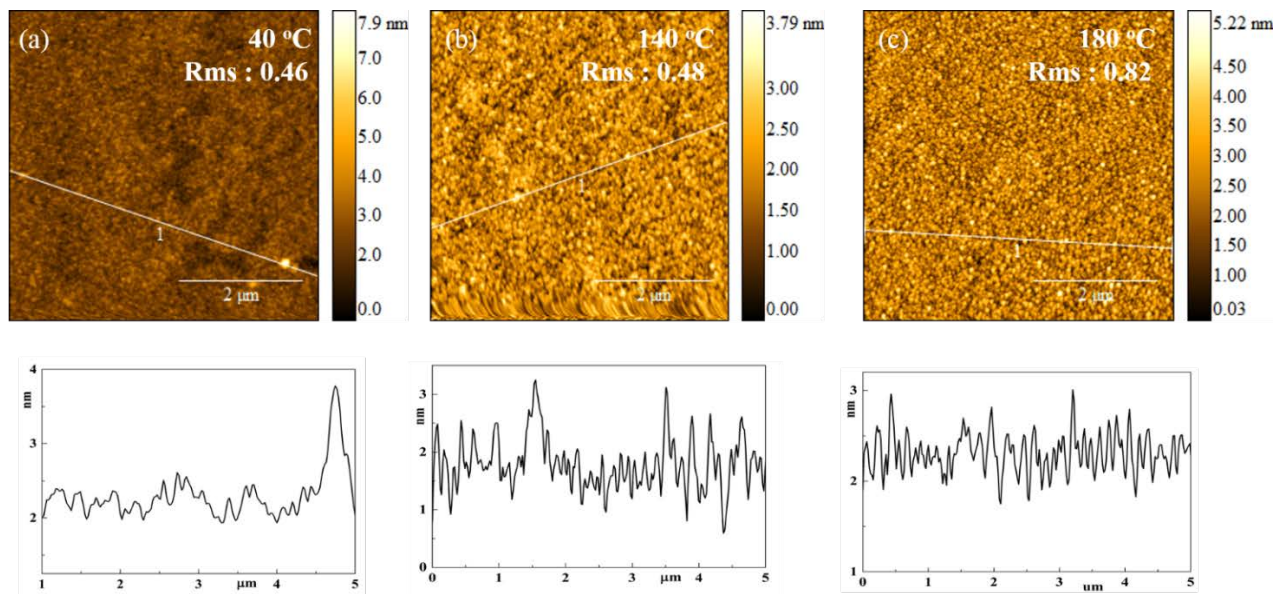 (a)
40 °C
Rms : 0.46
1
2 μm
7.9 nm
7.0
6.0
5.0
4.0
3.0
2.0
0.0
(b)
140 °C
Rms : 0.48
1
2 μm
3.79 nm
3.00
2.50
2.00
1.50
1.00
0.00
(c)
180 °C
Rms : 0.82
1
2 μm
5.22 nm
4.50
4.00
3.50
3.00
2.50
2.00
1.50
1.00
0.03
4
nm
3
2
1
2
3
μm
4
5
3
nm
2
1
0
0
1
2
3
μm
4
5
3
nm
2
1
0
1
2
3
um
4
5